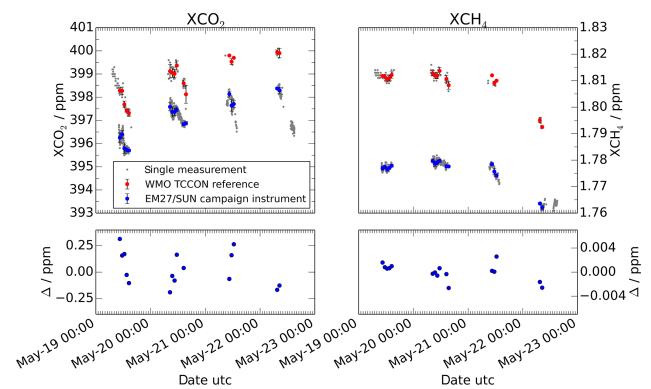 XCO₂
XCH₄
401
400
399
398
397
396
395
394
393
XCO₂ / ppm
Single measurement
WMO TCCON reference
EM27/SUN campaign instrument
1.83
1.82
1.81
1.80
1.79
1.78
1.77
1.76
XCH₄ / ppm
0.25
0.00
−0.25
Δ / ppm
0.004
0.000
−0.004
Δ / ppm
May-19 00:00
May-20 00:00
May-21 00:00
May-22 00:00
May-23 00:00
May-19 00:00
May-20 00:00
May-21 00:00
May-22 00:00
May-23 00:00
Date utc
Date utc